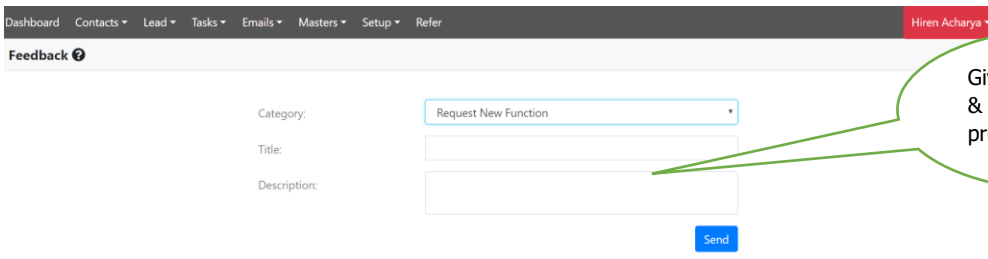 Dashboard Contacts Lead Tasks Emails Masters Setup Refer Hiren Acharya
Feedback
Category: Request New Function
Title:
Description:
Send
&